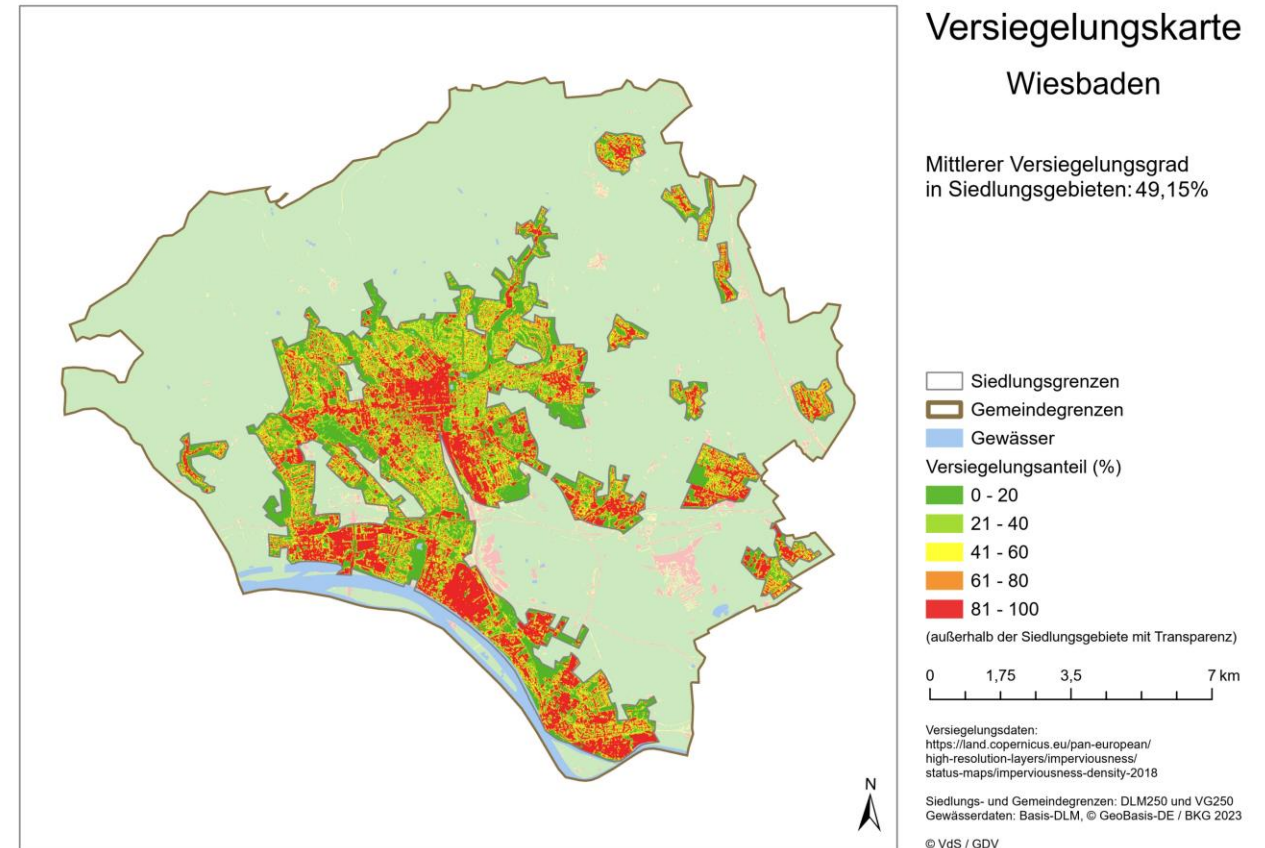 Versiegelungskarte
Wiesbaden
Mittlerer Versiegelungsgrad
in Siedlungsgebieten: 49,15%
Siedlungsgrenzen
Gemeindegrenzen
Gewässer
Versiegelungsanteil (%)
0 - 20
21 - 40
41 - 60
61 - 80
81 - 100
(außerhalb der Siedlungsgebiete mit Transparenz)
0 1,75 3,5 7 km
Versiegelungsdaten:
https://land.copernicus.eu/pan-european/
high-resolution-layers/imperviousness/
status-maps/imperviousness-density-2018
Siedlungs- und Gemeindegrenzen: DLM250 und VG250
Gewässerdaten: Basis-DLM, © GeoBasis-DE / BKG 2023
© VdS / GDV
N